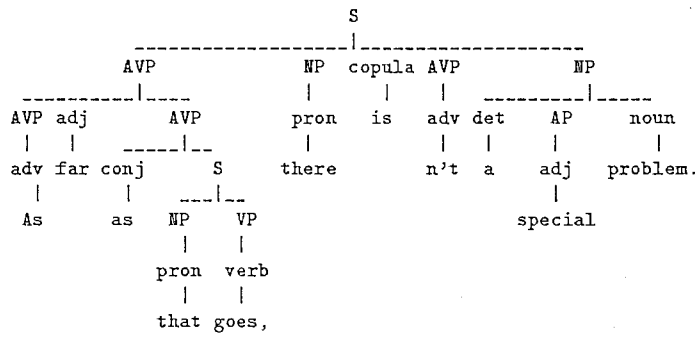 S
AVP NP copula AVP NP
AVP adj AVP pron is adv det AP noun
adv far conj S there n't a adj problem.
As as NP VP special
pron verb
that goes,